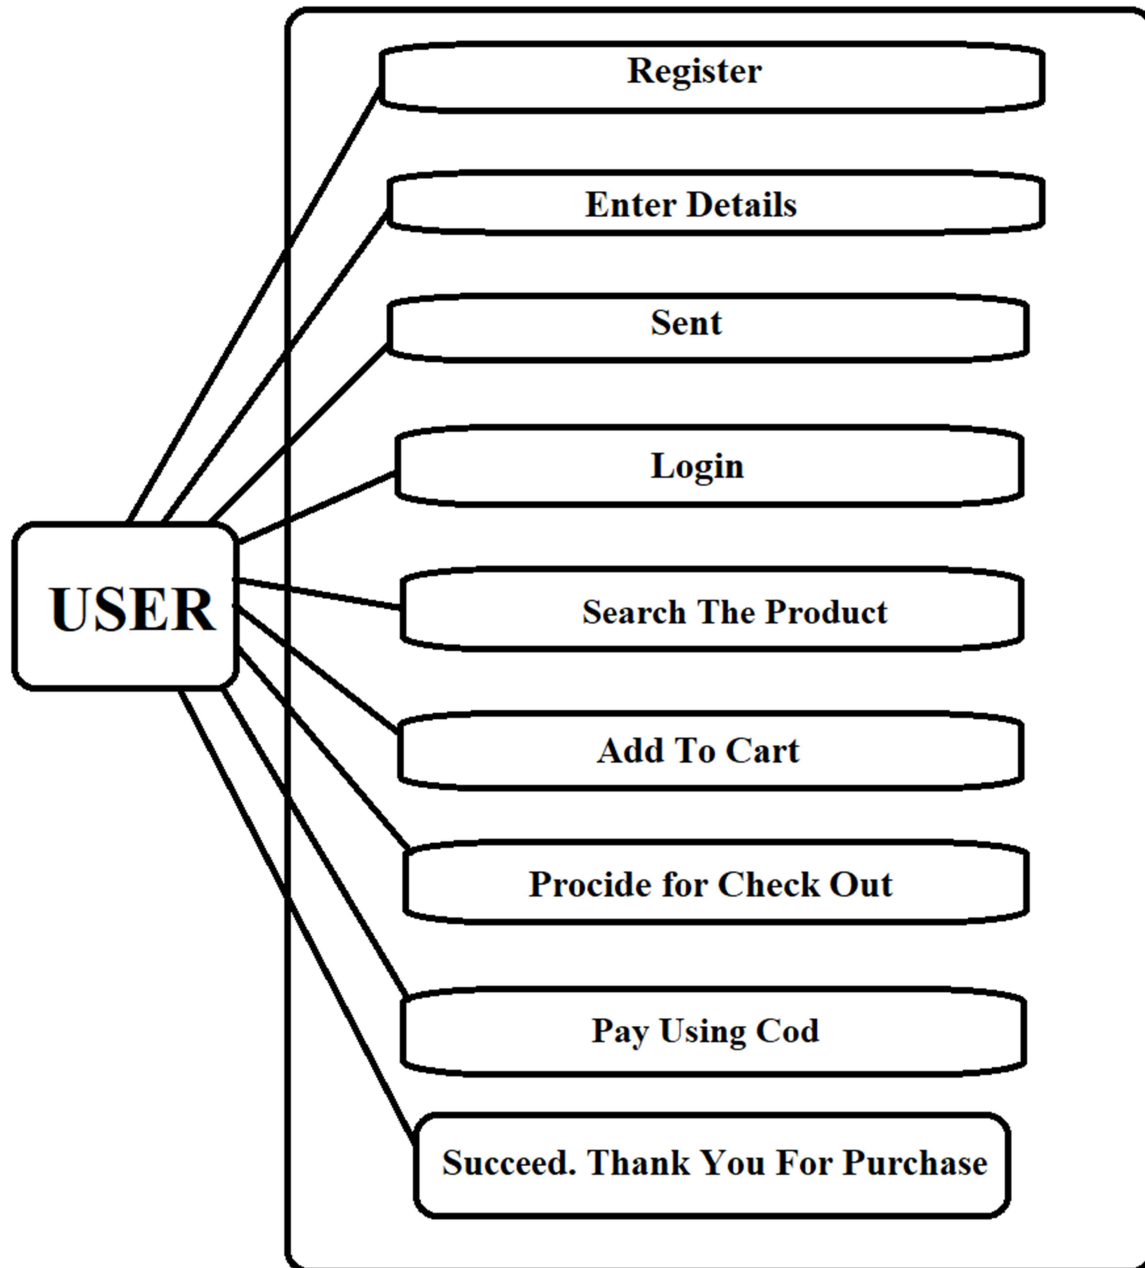 Register
Enter Details
Sent
Login
USER
Search The Product
Add To Cart
Procide for Check Out
Pay Using Cod
Succeed. Thank You For Purchase